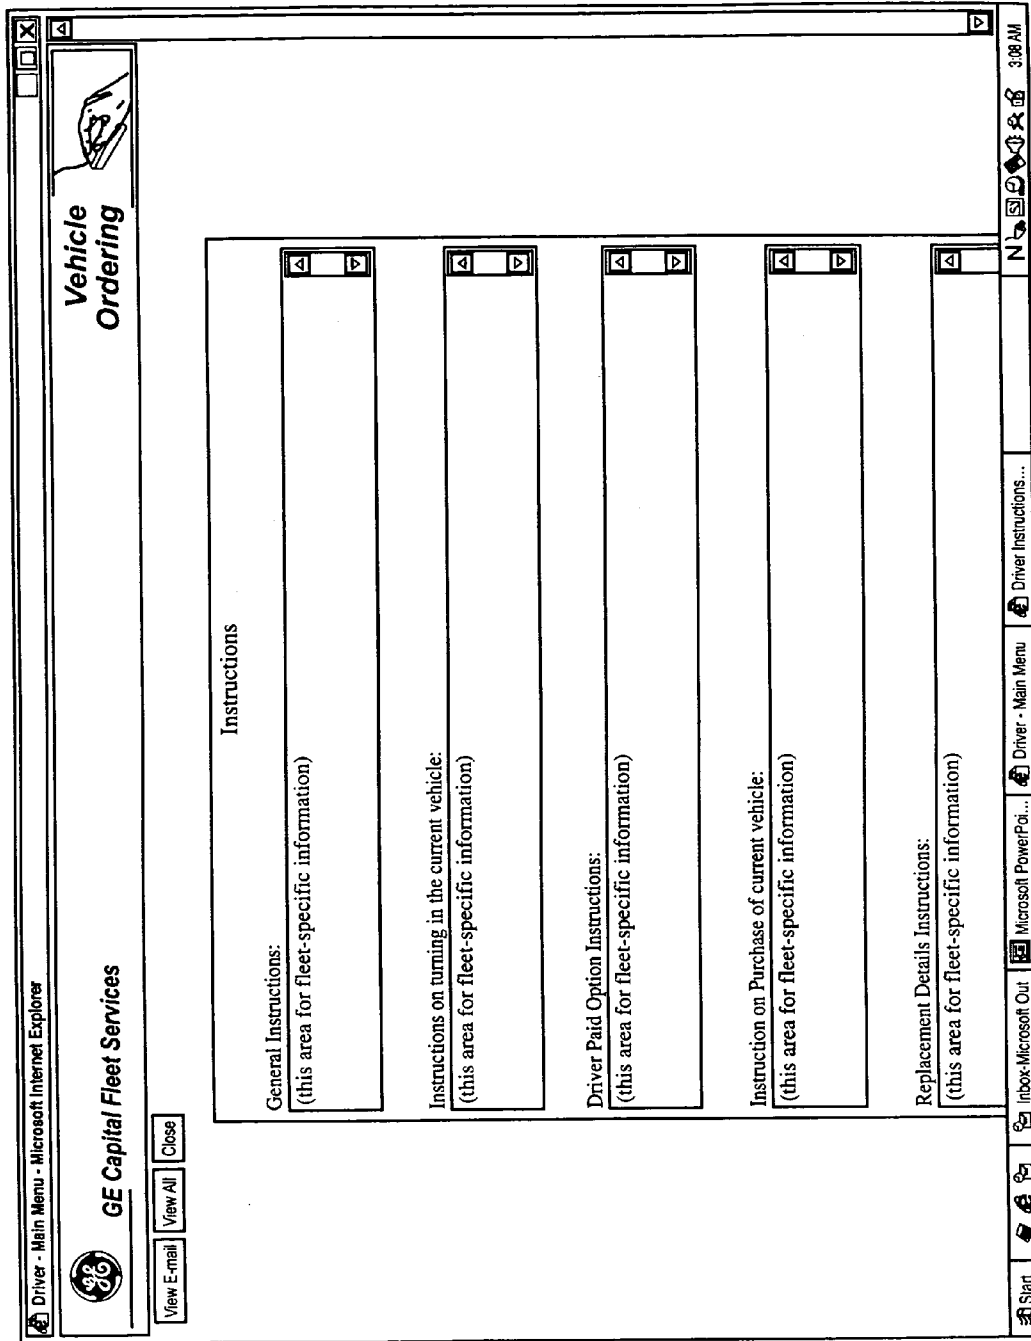 Driver - Main Menu - Microsoft Internet Explorer
GE
GE Capital Fleet Services
Vehicle
Ordering
View E-mail
View All
Close
Instructions
General Instructions:
(this area for fleet-specific information)
Instructions on turning in the current vehicle:
(this area for fleet-specific information)
Driver Paid Option Instructions:
(this area for fleet-specific information)
Instruction on Purchase of current vehicle:
(this area for fleet-specific information)
Replacement Details Instructions:
(this area for fleet-specific information)
Start
Inbox-Microsoft Out
Microsoft PowerPoi...
Driver - Main Menu
Driver Instructions...
N
3:08 AM